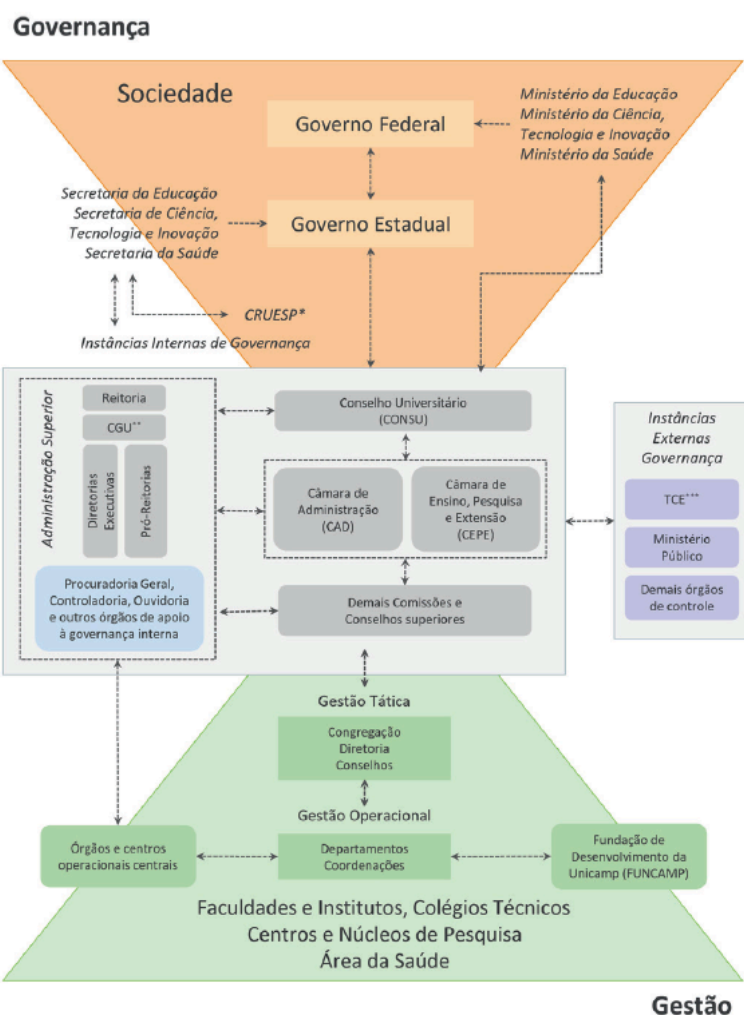 Governança
Sociedade
Governo Federal
Ministério da Educação
Ministério da Ciência,
Tecnologia e Inovação
Ministério da Saúde
Secretaria da Educação
Secretaria de Ciência,
Tecnologia e Inovação
Secretaria da Saúde
Governo Estadual
CRUESP*
Instâncias Internas de Governança
Administração Superior
Reitoria
CGU**
Diretorias
Executivas
Pró-Reitorias
Procuradoria Geral,
Controladoria, Ouvidoria
e outros órgãos de apoio
à governança interna
Conselho Universitário
(CONSU)
Câmara de
Administração
(CAD)
Câmara de
Ensino, Pesquisa
e Extensão
(CEPE)
Demais Comissões e
Conselhos superiores
Instâncias
Externas
Governança
TCE***
Ministério
Público
Demais órgãos
de controle
Gestão Tática
Congregação
Diretoria
Conselhos
Gestão Operacional
Órgãos e centros
operacionais centrais
Departamentos
Coordenações
Fundação de
Desenvolvimento da
Unicamp (FUNCAMP)
Faculdades e Institutos, Colégios Técnicos
Centros e Núcleos de Pesquisa
Área da Saúde
Gestão